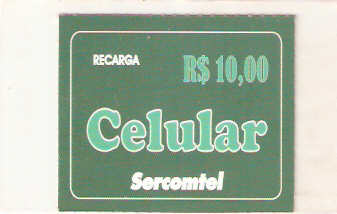 RECARGA
R$ 10,00
Celular
Sercomtel